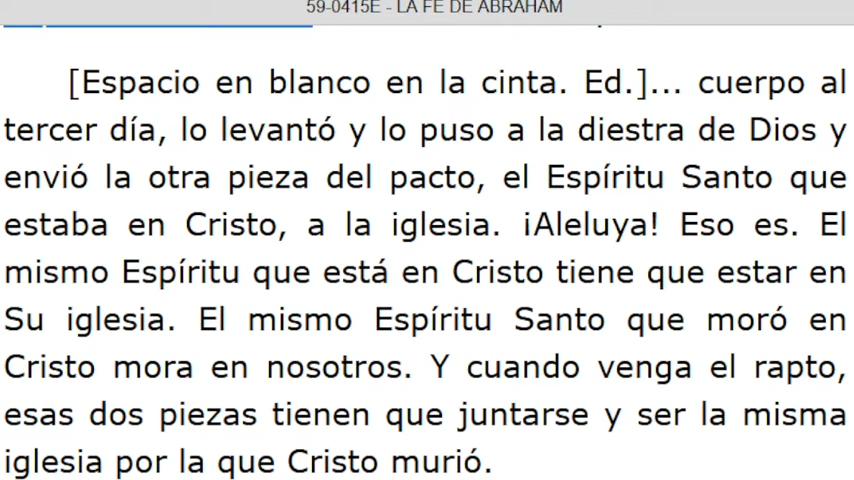 59-0415E - LA FE DE ABRAHAM
[Espacio en blanco en la cinta. Ed.]... cuerpo al
tercer día, lo levantó y lo puso a la diestra de Dios y
envió la otra pieza del pacto, el Espíritu Santo que
estaba en Cristo, a la iglesia. ¡Aleluya! Eso es. El
mismo Espíritu que está en Cristo tiene que estar en
Su iglesia. El mismo Espíritu Santo que moró en
Cristo mora en nosotros. Y cuando venga el rapto,
esas dos piezas tienen que juntarse y ser la misma
iglesia por la que Cristo murió.